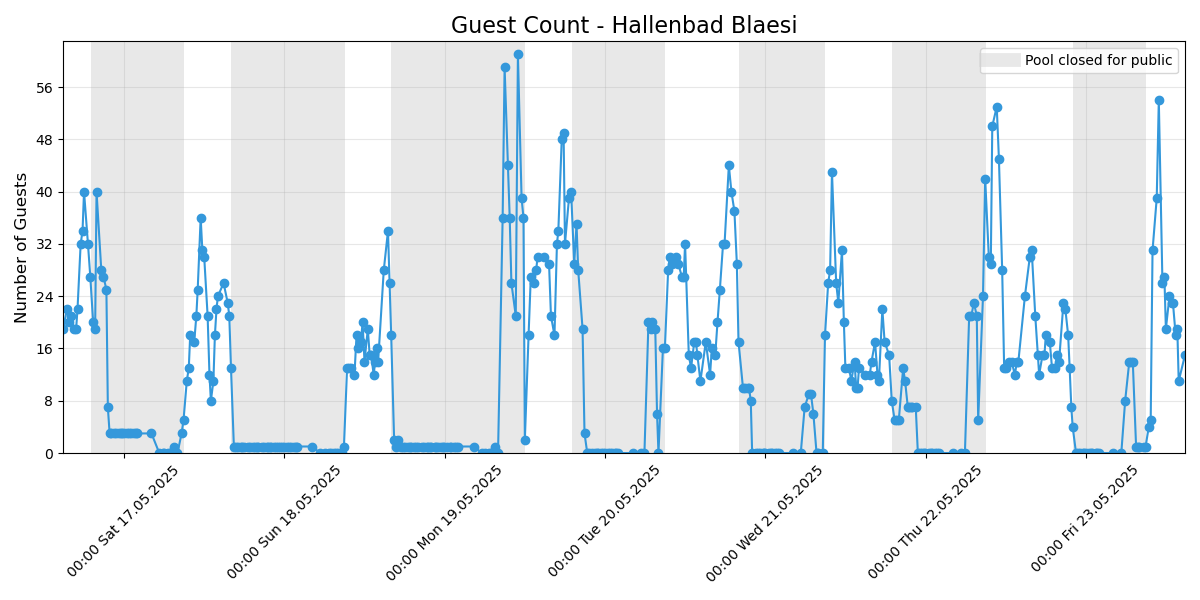 Guest Count - Hallenbad Blaesi
Pool closed for public
Number of Guests
56
48
40
32
24
16
8
0
00:00 Sat 17.05.2025
00:00 Sun 18.05.2025
00:00 Mon 19.05.2025
00:00 Tue 20.05.2025
00:00 Wed 21.05.2025
00:00 Thu 22.05.2025
00:00 Fri 23.05.2025